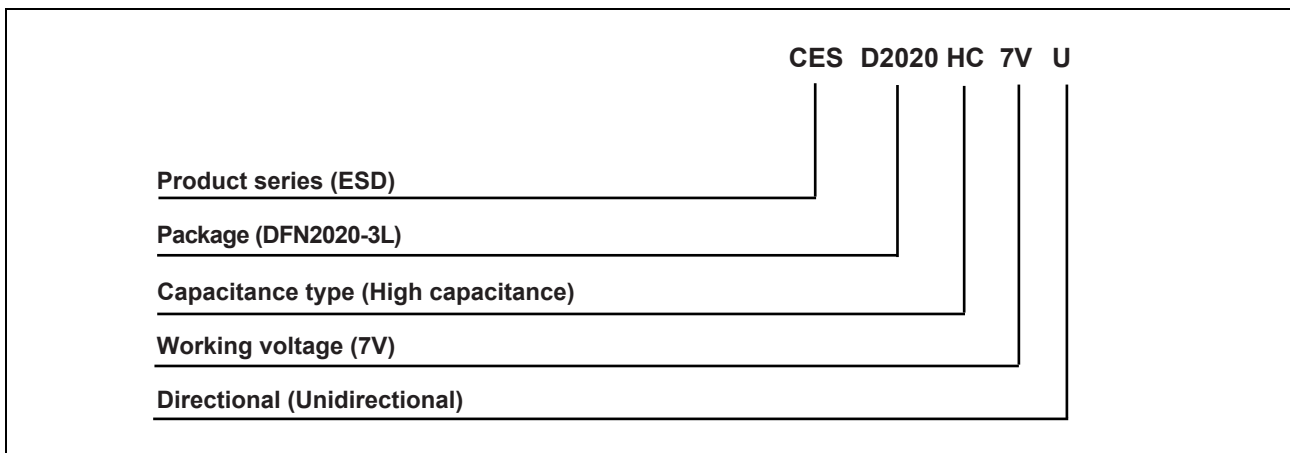 CES D2020 HC 7V U
Product series (ESD)
Package (DFN2020-3L)
Capacitance type (High capacitance)
Working voltage (7V)
Directional (Unidirectional)